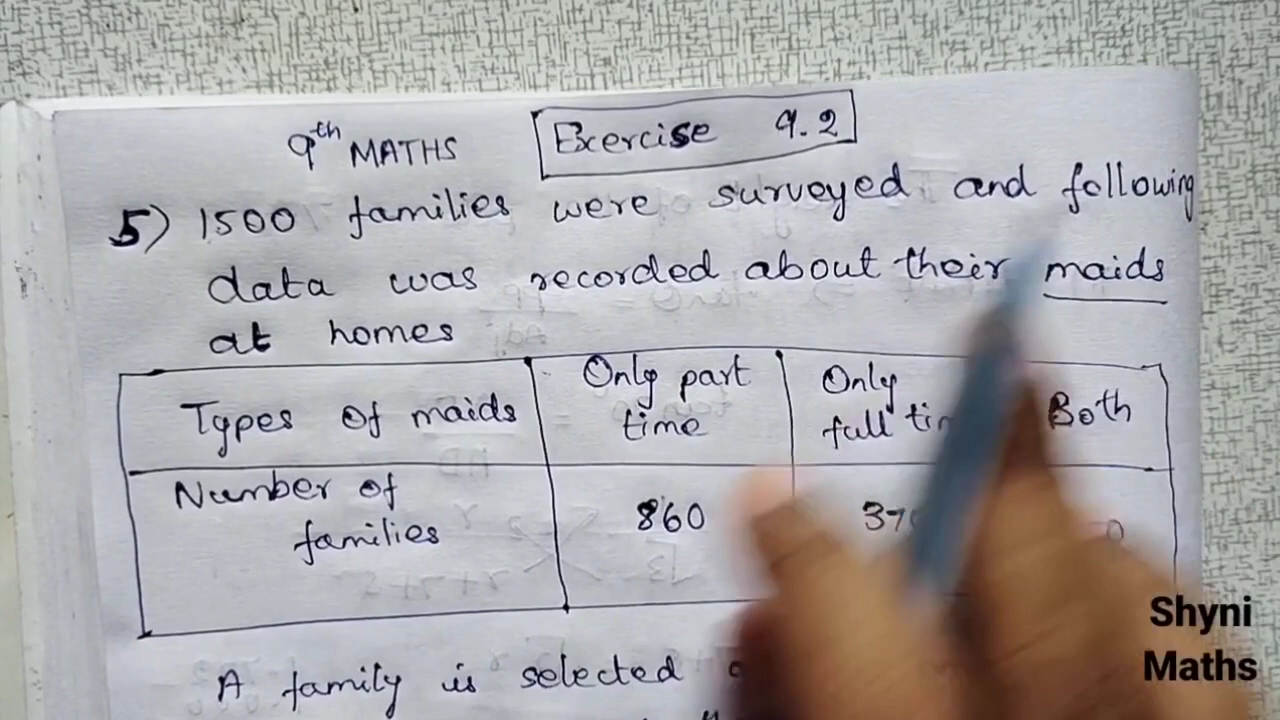 9th MATHS Exercise 9.2
5) 1500 families were surveyed and following
data was recorded about their maids
at homes
Types of maids Only part time Only full Both
Number of families 860
A family is selected
Shyni
Maths